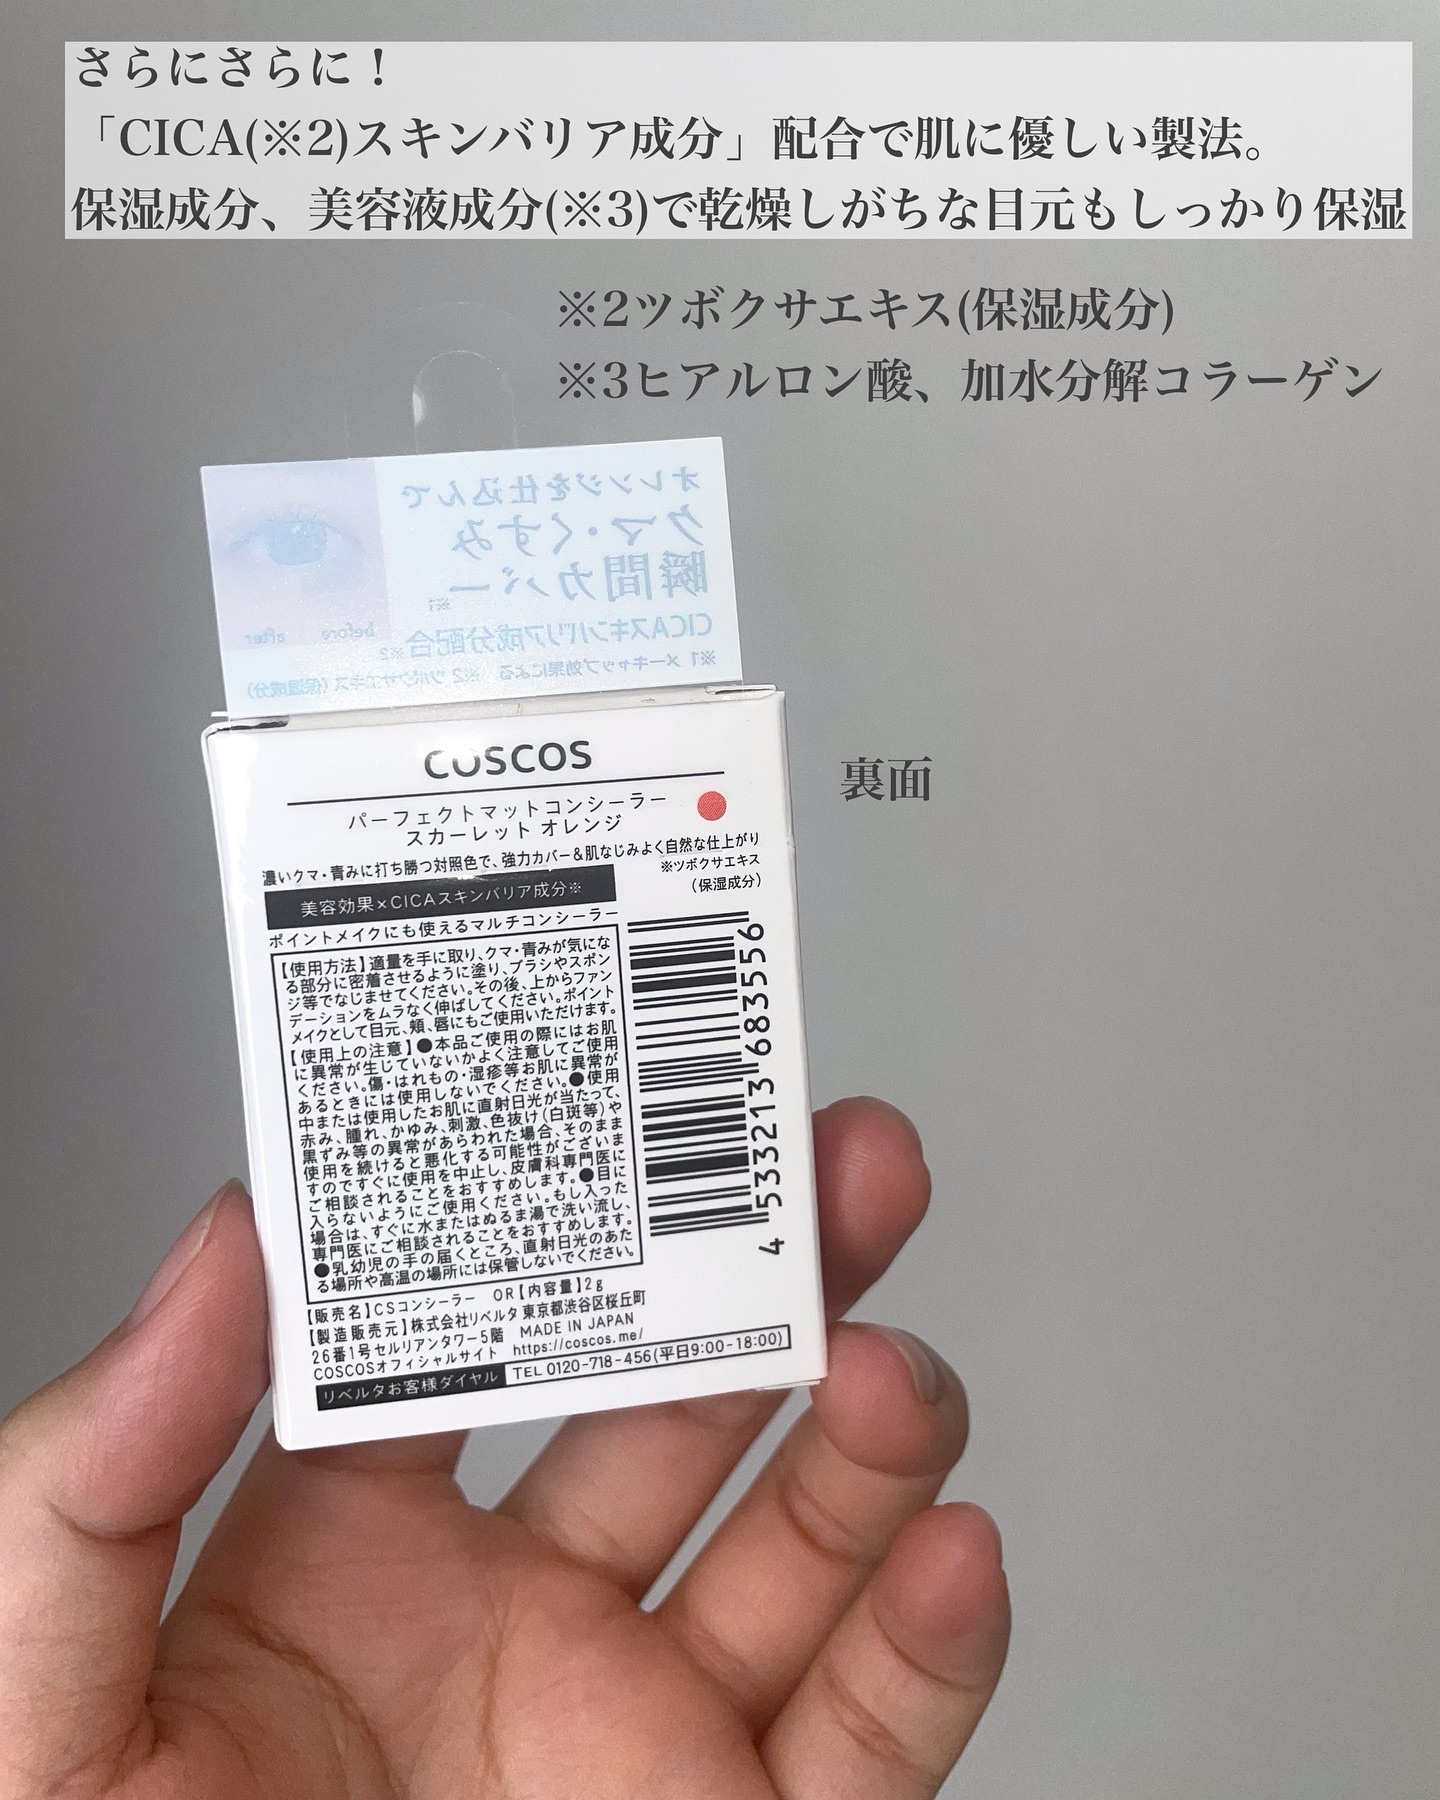 さらにさらに！
「CICA(※2)スキンバリア成分」配合で肌に優しい製法。
保湿成分、美容液成分(※3)で乾燥しがちな目元もしっかり保湿
※2ツボクサエキス(保湿成分)
※3ヒアルロン酸、加水分解コラーゲン
オレンジを仕込んで
クマ・くすみ
瞬間カバー※1
CICAスキンバリア成分配合※2
before after
※1 メーキャップ効果による ※2 ツボクサエキス（保湿成分）
裏面
COSCOS
パーフェクトマットコンシーラー
スカーレット オレンジ
濃いクマ・青みに打ち勝つ対照色で、強力カバー＆肌なじみよく自然な仕上がり
※ツボクサエキス
（保湿成分）
美容効果×CICAスキンバリア成分※
ポイントメイクにも使えるマルチコンシーラー
【使用方法】適量を手に取り、クマ・青みが気にな
る部分に密着させるように塗り、ブラシやスポン
ジ等でなじませてください。その後、上からファン
デーションをムラなく伸ばしてください。ポイント
メイクとして目元、頬、唇にもご使用いただけます。
【使用上の注意】●本品ご使用の際にはお肌
に異常が生じていないかよく注意してご使用
ください。傷・はれもの・湿疹等お肌に異常が
あるときには使用しないでください。●使用
中または使用したお肌に直射日光が当たって、
赤み、腫れ、かゆみ、刺激、色抜け（白斑等）や
黒ずみ等の異常があらわれた場合、そのまま
使用を続けると悪化する可能性がございま
すのですぐに使用を中止し、皮膚科専門医に
ご相談されることをおすすめします。●目に
入らないようにご使用ください。もし入った
場合は、すぐに水またはぬるま湯で洗い流し、
専門医にご相談されることをおすすめします。
●乳幼児の手の届くところ、直射日光のあた
る場所や高温の場所には保管しないでください。
4 533213 683556
【販売名】CSコンシーラー OR【内容量】2g
【製造販売元】株式会社リベルタ 東京都渋谷区桜丘町
26番1号セルリアンタワー5階 MADE IN JAPAN
COSCOSオフィシャルサイト https://coscos.me/
リベルタお客様ダイヤル TEL 0120-718-456(平日9:00-18:00)